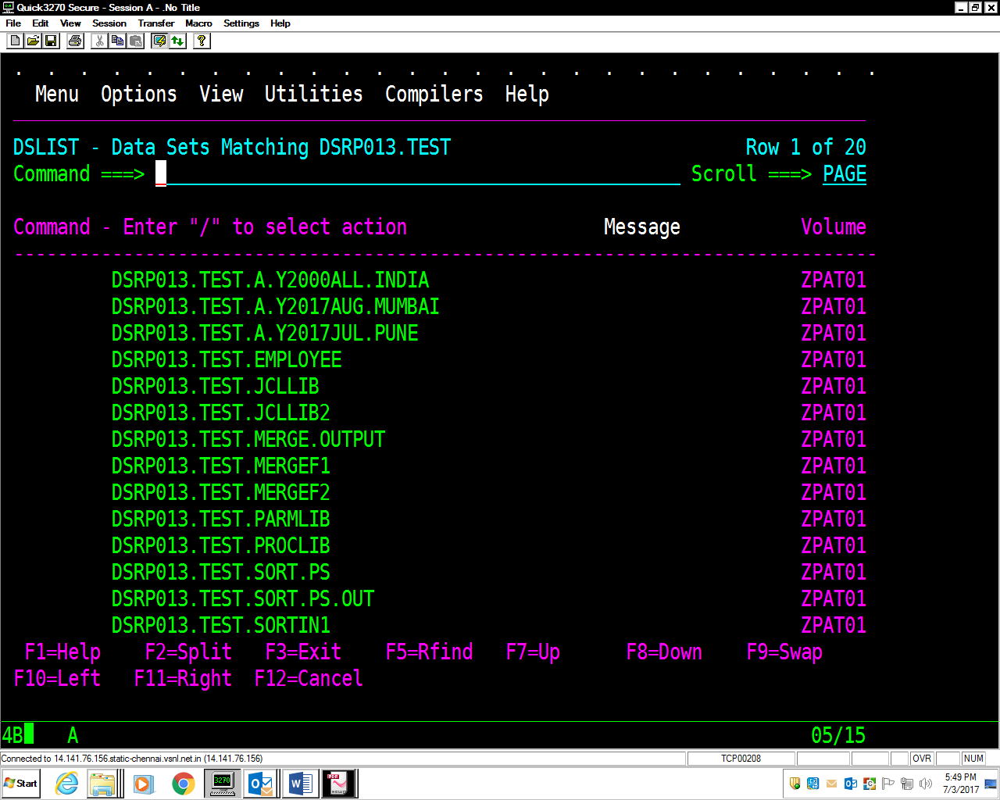 Quick3270 Secure - Session A - .No Title
File Edit View Session Transfer Macro Settings Help
. . . . . . . . . . . . . . . . . . . . . . . . . . .
Menu Options View Utilities Compilers Help
DSLIST - Data Sets Matching DSRP013.TEST Row 1 of 20
Command ===> Scroll ===> PAGE
Command - Enter "/" to select action Message Volume
-------------------------------------------------------------------------------
DSRP013.TEST.A.Y2000ALL.INDIA ZPAT01
DSRP013.TEST.A.Y2017AUG.MUMBAI ZPAT01
DSRP013.TEST.A.Y2017JUL.PUNE ZPAT01
DSRP013.TEST.EMPLOYEE ZPAT01
DSRP013.TEST.JCLLIB ZPAT01
DSRP013.TEST.JCLLIB2 ZPAT01
DSRP013.TEST.MERGE.OUTPUT ZPAT01
DSRP013.TEST.MERGEF1 ZPAT01
DSRP013.TEST.MERGEF2 ZPAT01
DSRP013.TEST.PARMLIB ZPAT01
DSRP013.TEST.PROCLIB ZPAT01
DSRP013.TEST.SORT.PS ZPAT01
DSRP013.TEST.SORT.PS.OUT ZPAT01
DSRP013.TEST.SORTIN1 ZPAT01
F1=Help F2=Split F3=Exit F5=Rfind F7=Up F8=Down F9=Swap
F10=Left F11=Right F12=Cancel
4B A 05/15
Connected to 14.141.76.156.static-chennai.vsnl.net.in (14.141.76.156) TCP00208 OVR NUM
Start 3270 PDF 5:49 PM
7/3/2017